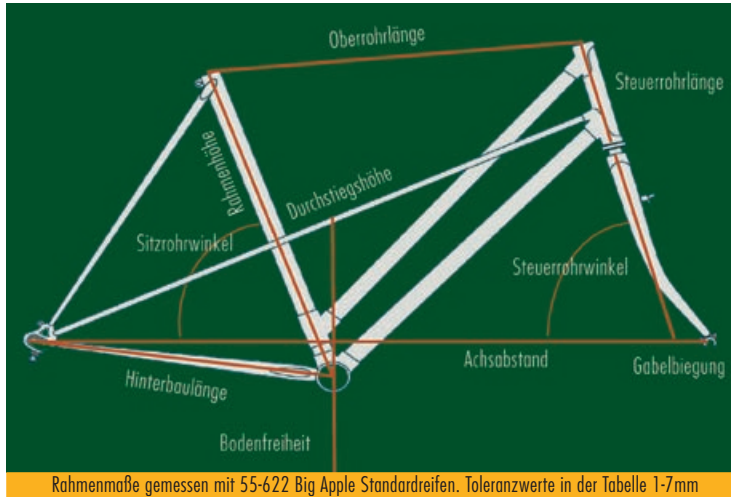 Oberrohrlänge
Steuerrohrlänge
Rahmenhöhe
Durchstiegshöhe
Sitzrohrwinkel
Steuerrohrwinkel
Achsabstand
Gabelbiegung
Hinterbaulänge
Bodenfreiheit
Rahmenmaße gemessen mit 55-622 Big Apple Standardreifen. Toleranzwerte in der Tabelle 1-7mm